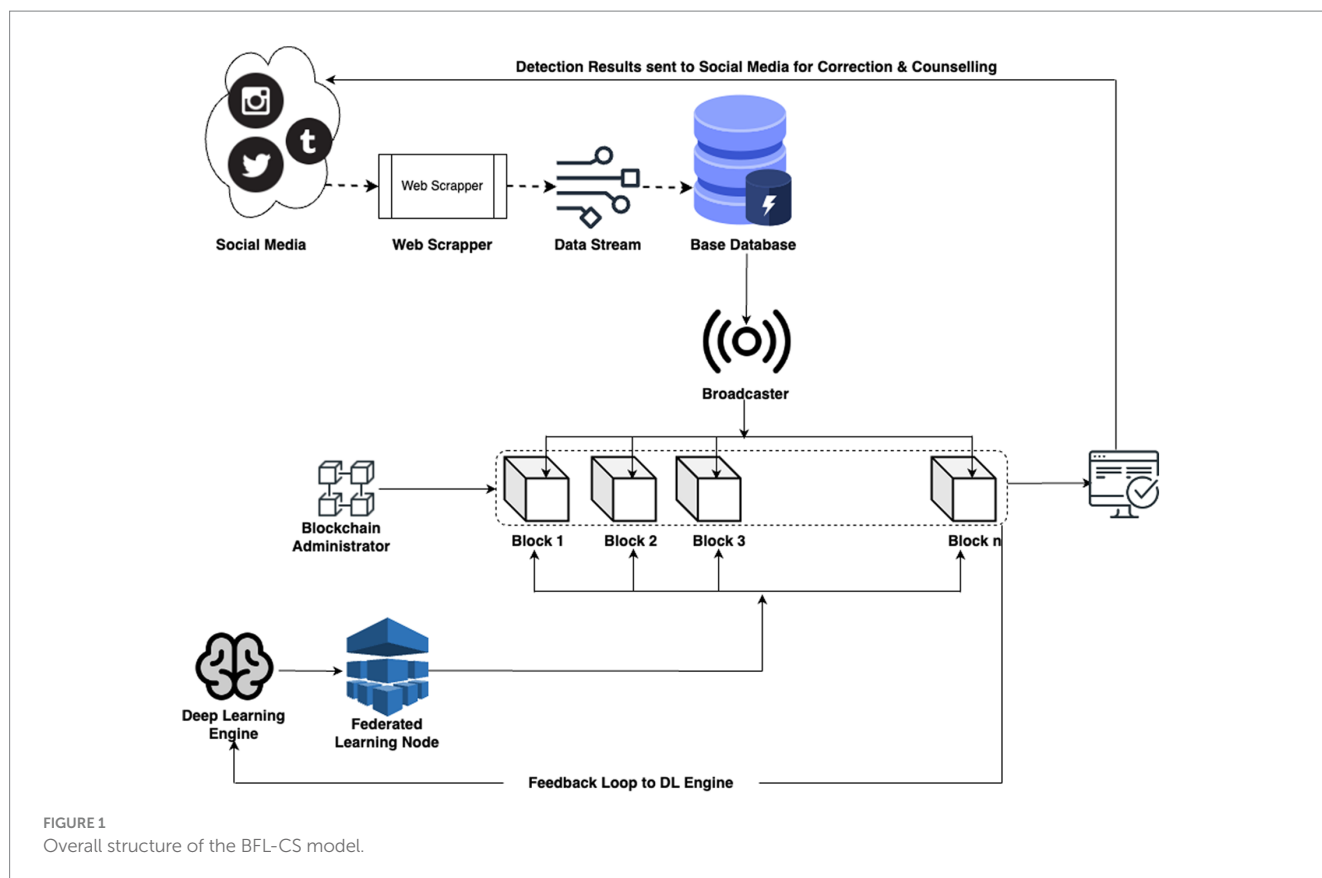 Detection Results sent to Social Media for Correction & Counselling
t
Web Scrapper
Social Media
Web Scrapper
Data Stream
Base Database
Broadcaster
Blockchain
Administrator
Block 1
Block 2
Block 3
Block n
Deep Learning
Engine
Federated
Learning Node
Feedback Loop to DL Engine
FIGURE 1
Overall structure of the BFL-CS model.